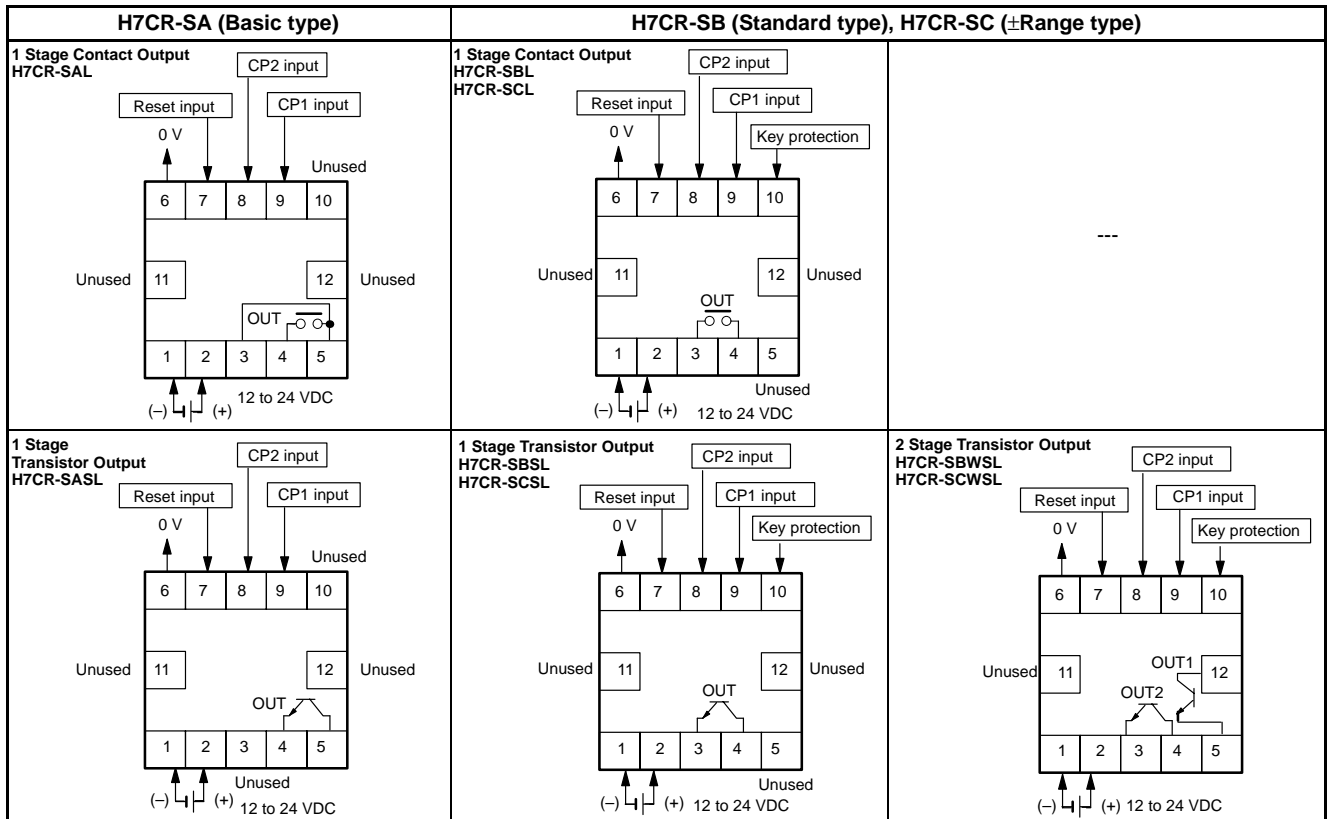 H7CR-SA (Basic type)
H7CR-SB (Standard type), H7CR-SC (±Range type)
1 Stage Contact Output
H7CR-SAL
CP2 input
Reset input
CP1 input
0 V
Unused
6 7 8 9 10
Unused 11 12 Unused
OUT
1 2 3 4 5
(–) (+) 12 to 24 VDC
1 Stage Contact Output
H7CR-SBL
H7CR-SCL
CP2 input
Reset input
CP1 input
0 V
Key protection
6 7 8 9 10
Unused 11 12 Unused
OUT
1 2 3 4 5
Unused
(–) (+) 12 to 24 VDC
---
1 Stage
Transistor Output
H7CR-SASL
CP2 input
Reset input
CP1 input
0 V
Unused
6 7 8 9 10
Unused 11 12 Unused
OUT
1 2 3 4 5
Unused
(–) (+) 12 to 24 VDC
1 Stage Transistor Output
H7CR-SBSL
H7CR-SCSL
CP2 input
Reset input
CP1 input
0 V
Key protection
6 7 8 9 10
Unused 11 12 Unused
OUT
1 2 3 4 5
Unused
(–) (+) 12 to 24 VDC
2 Stage Transistor Output
H7CR-SBWSL
H7CR-SCWSL
CP2 input
Reset input
CP1 input
0 V
Key protection
6 7 8 9 10
Unused 11 OUT1 12
OUT2
1 2 3 4 5
(–) (+) 12 to 24 VDC